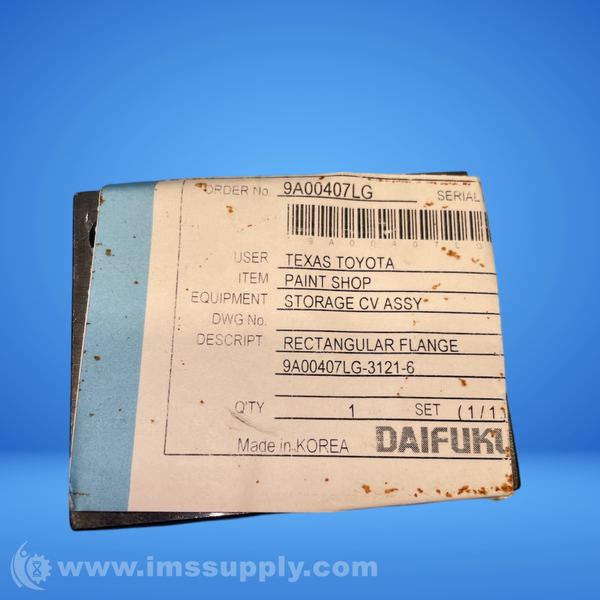 ORDER No. 9A00407LG SERIAL
9A00407LG
USER TEXAS TOYOTA
ITEM PAINT SHOP
EQUIPMENT STORAGE CV ASSY
DWG No.
DESCRIPT RECTANGULAR FLANGE
9A00407LG-3121-6
Q'TY 1 SET (1/1)
Made in KOREA DAIFUKU
www.imssupply.com